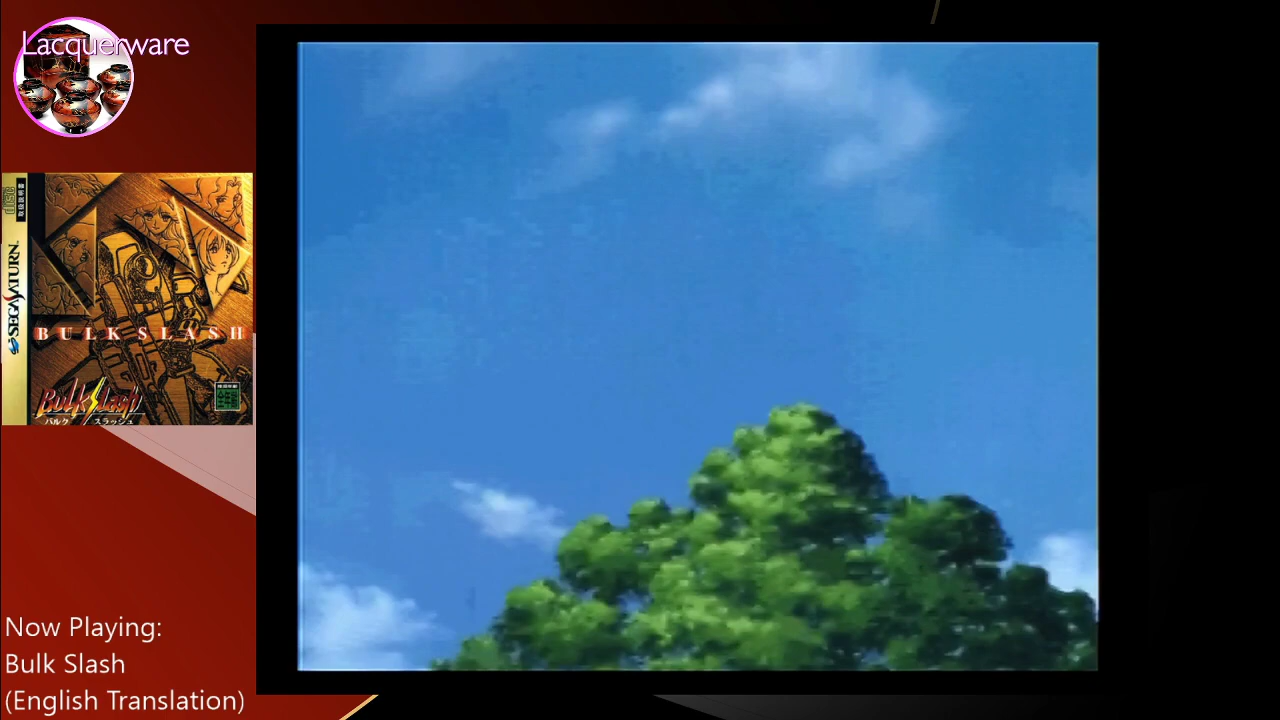 Lacquerware
SEGA SATURN
BULK SLASH
Bulk Slash
バルク スラッシュ
Now Playing:
Bulk Slash
(English Translation)